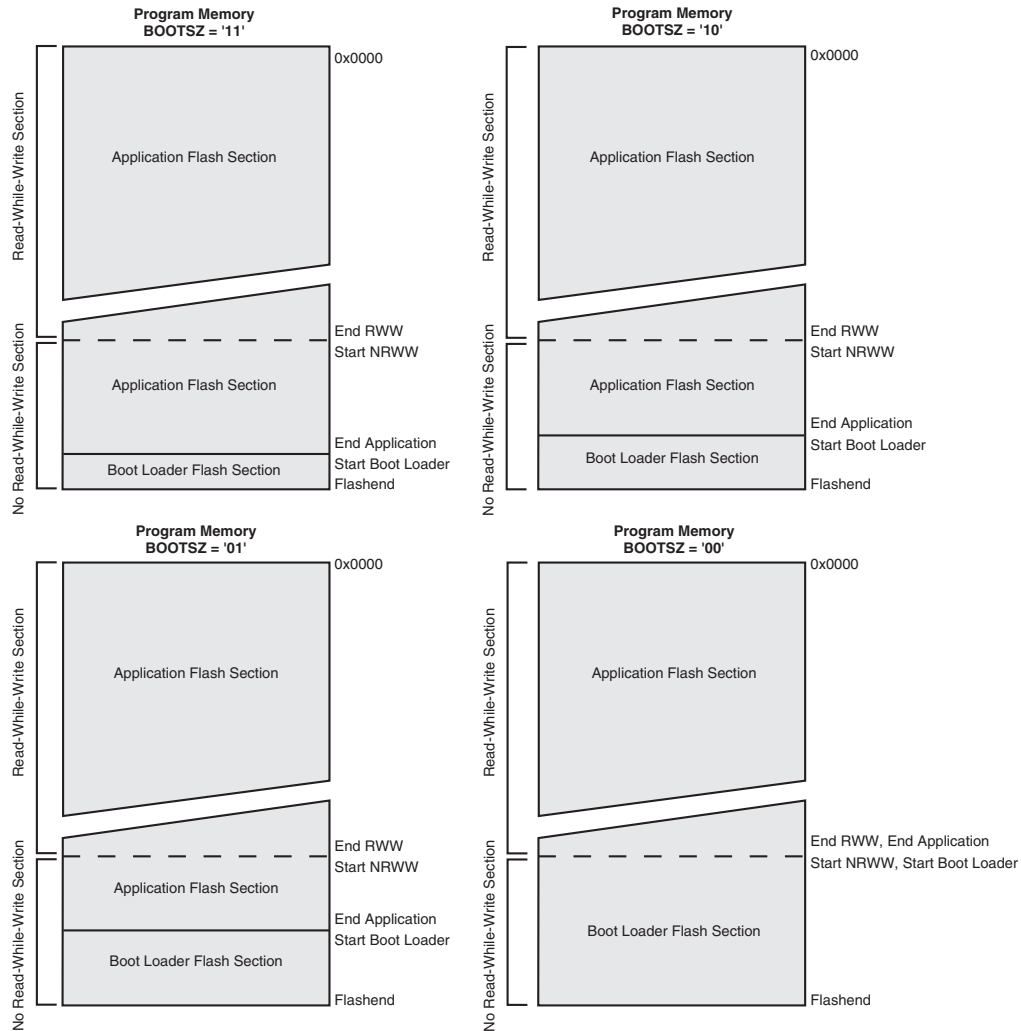 Program Memory
BOOTSZ = '11'
0x0000
Read-While-Write Section
Application Flash Section
End RWW
Start NRWW
No Read-While-Write Section
Application Flash Section
End Application
Start Boot Loader
Boot Loader Flash Section
Flashend
Program Memory
BOOTSZ = '10'
0x0000
Read-While-Write Section
Application Flash Section
End RWW
Start NRWW
No Read-While-Write Section
Application Flash Section
End Application
Start Boot Loader
Boot Loader Flash Section
Flashend
Program Memory
BOOTSZ = '01'
0x0000
Read-While-Write Section
Application Flash Section
End RWW
Start NRWW
No Read-While-Write Section
Application Flash Section
End Application
Start Boot Loader
Boot Loader Flash Section
Flashend
Program Memory
BOOTSZ = '00'
0x0000
Read-While-Write Section
Application Flash Section
End RWW, End Application
Start NRWW, Start Boot Loader
No Read-While-Write Section
Boot Loader Flash Section
Flashend